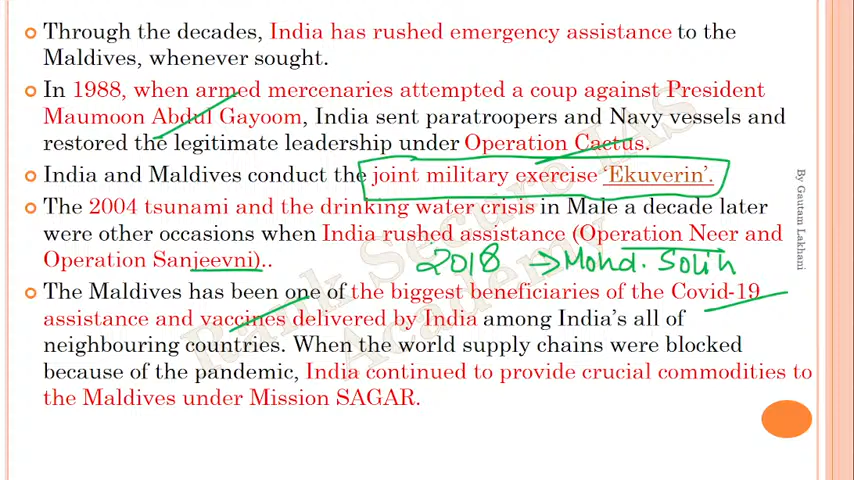 Through the decades, India has rushed emergency assistance to the
Maldives, whenever sought.
In 1988, when armed mercenaries attempted a coup against President
Maumoon Abdul Gayoom, India sent paratroopers and Navy vessels and
restored the legitimate leadership under Operation Cactus.
India and Maldives conduct the joint military exercise ‘Ekuverin’.
The 2004 tsunami and the drinking water crisis in Male a decade later
were other occasions when India rushed assistance (Operation Neer and
Operation Sanjeevni)..
2018 → Mohd. Solih
The Maldives has been one of the biggest beneficiaries of the Covid-19
assistance and vaccines delivered by India among India’s all of
neighbouring countries. When the world supply chains were blocked
because of the pandemic, India continued to provide crucial commodities to
the Maldives under Mission SAGAR.
By Gautam Lakhani
Rank Secure IAS
Academy